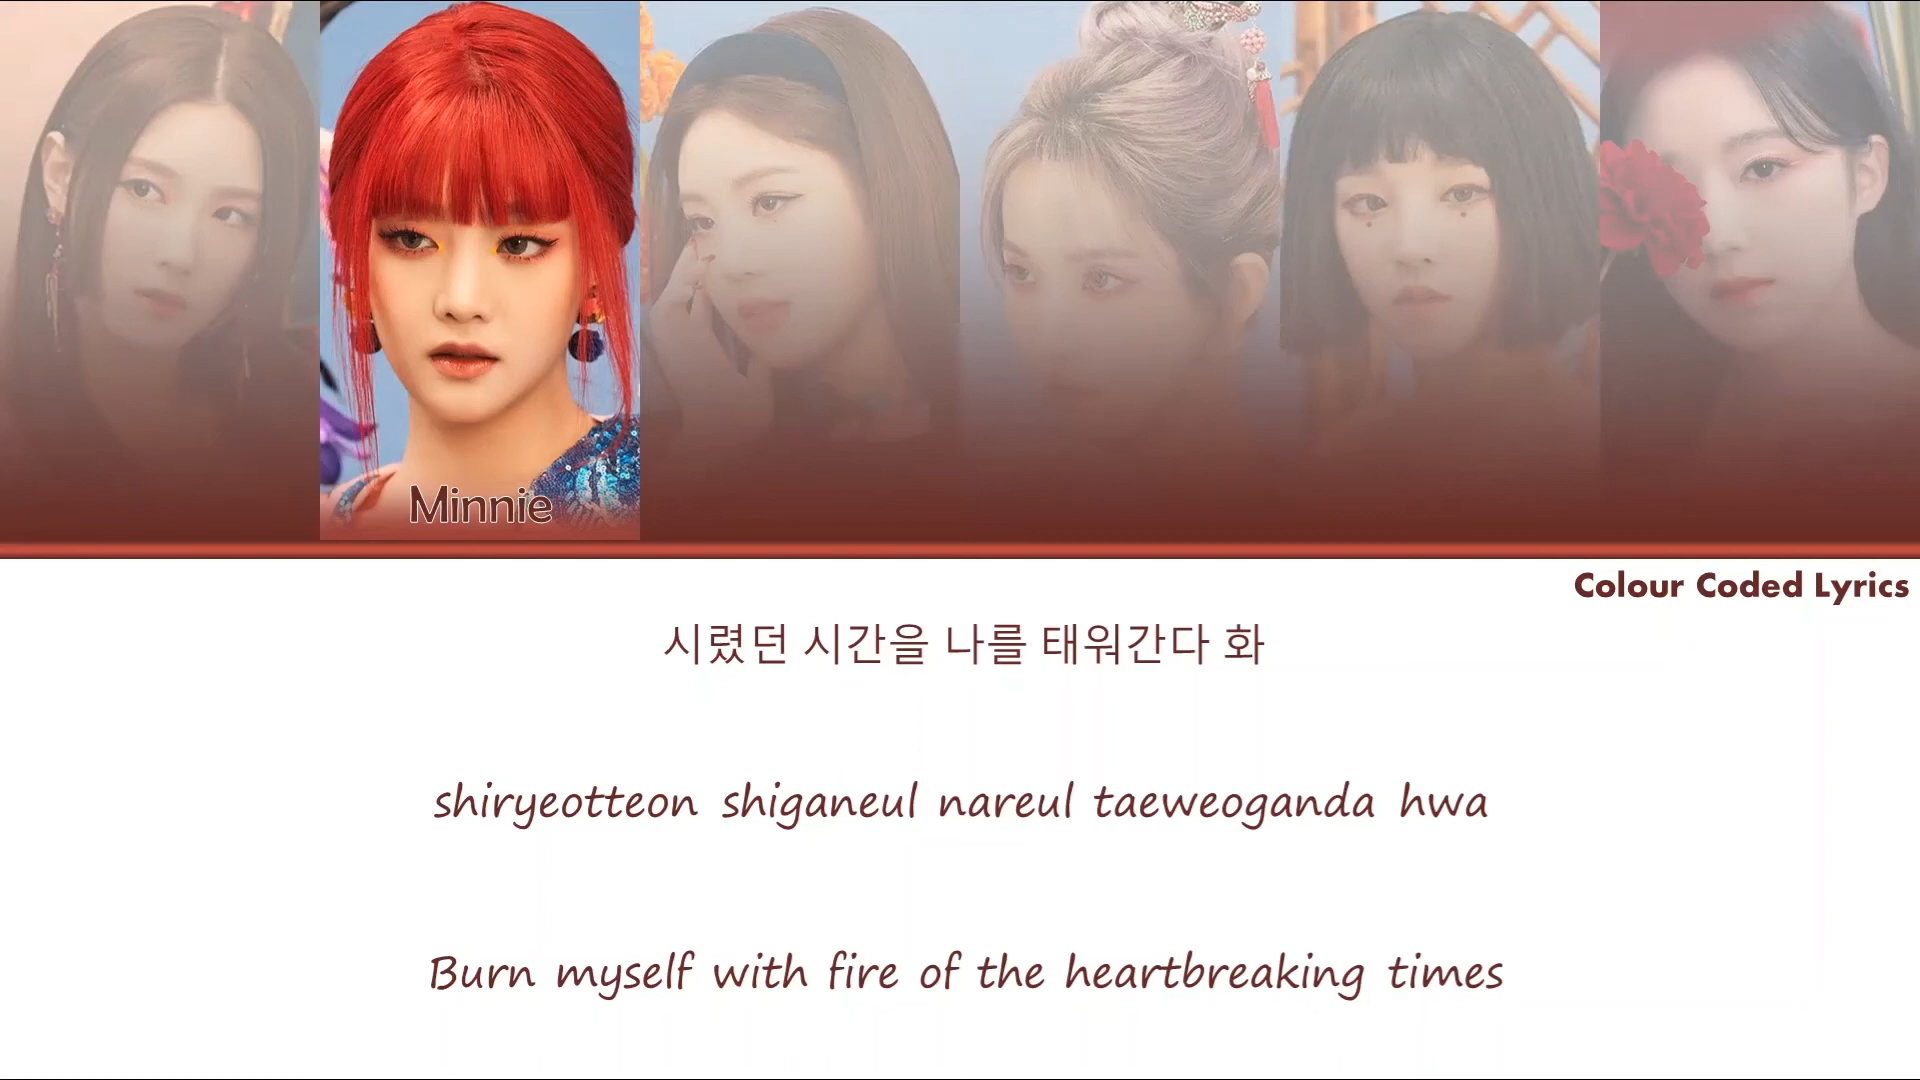 Minnie
Colour Coded Lyrics
시렸던 시간을 나를 태워간다 화
shiryeotteon shiganeul nareul taeweoganda hwa
Burn myself with fire of the heartbreaking times